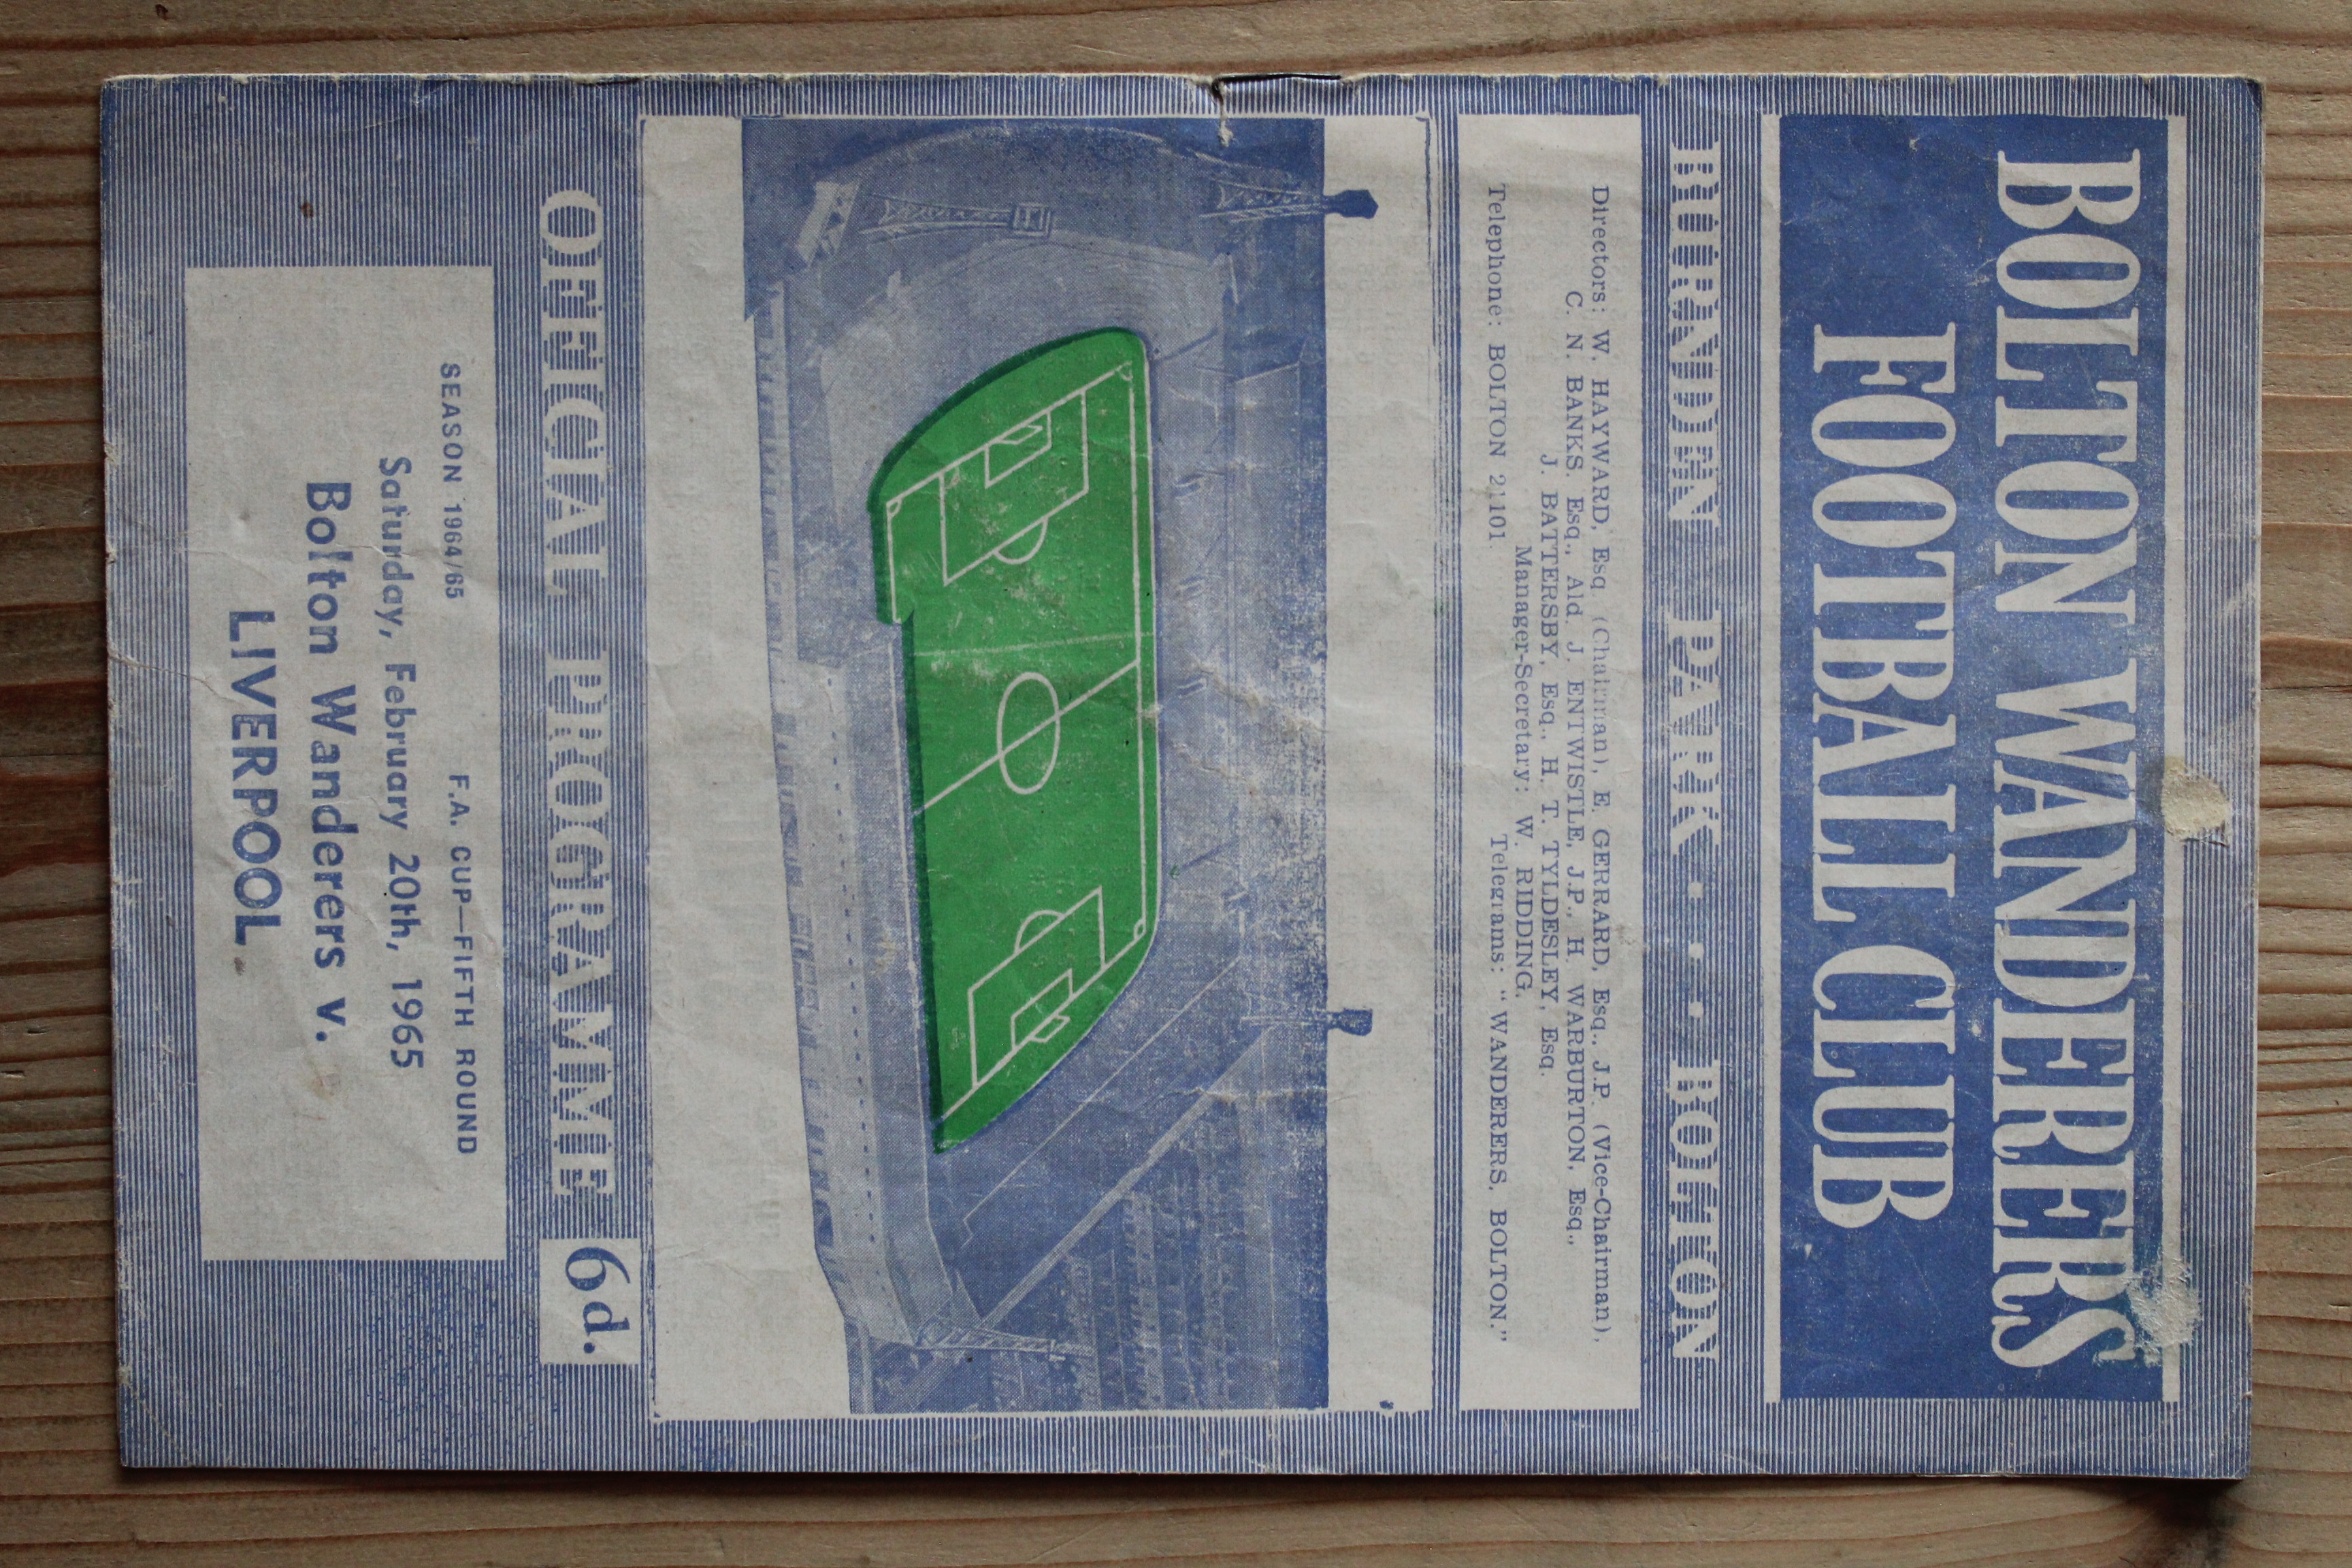 BOLTON WANDERERS
FOOTBALL CLUB
BURNDEN PARK . . . . BOLTON
Directors: W. HAYWARD, Esq. (Chairman), E. GERRARD, Esq., J.P. (Vice-Chairman),
C. N. BANKS. Esq., Ald. J. ENTWISTLE, J.P., H. WARBURTON, Esq.,
J. BATTERSBY, Esq., H. T. TYLDESLEY, Esq.
Manager-Secretary: W. RIDDING.
Telephone: BOLTON 21101. Telegrams: "WANDERERS, BOLTON."
OFFICIAL PROGRAMME 6d.
SEASON 1964/65 F.A. CUP—FIFTH ROUND
Saturday, February 20th, 1965
Bolton Wanderers v.
LIVERPOOL